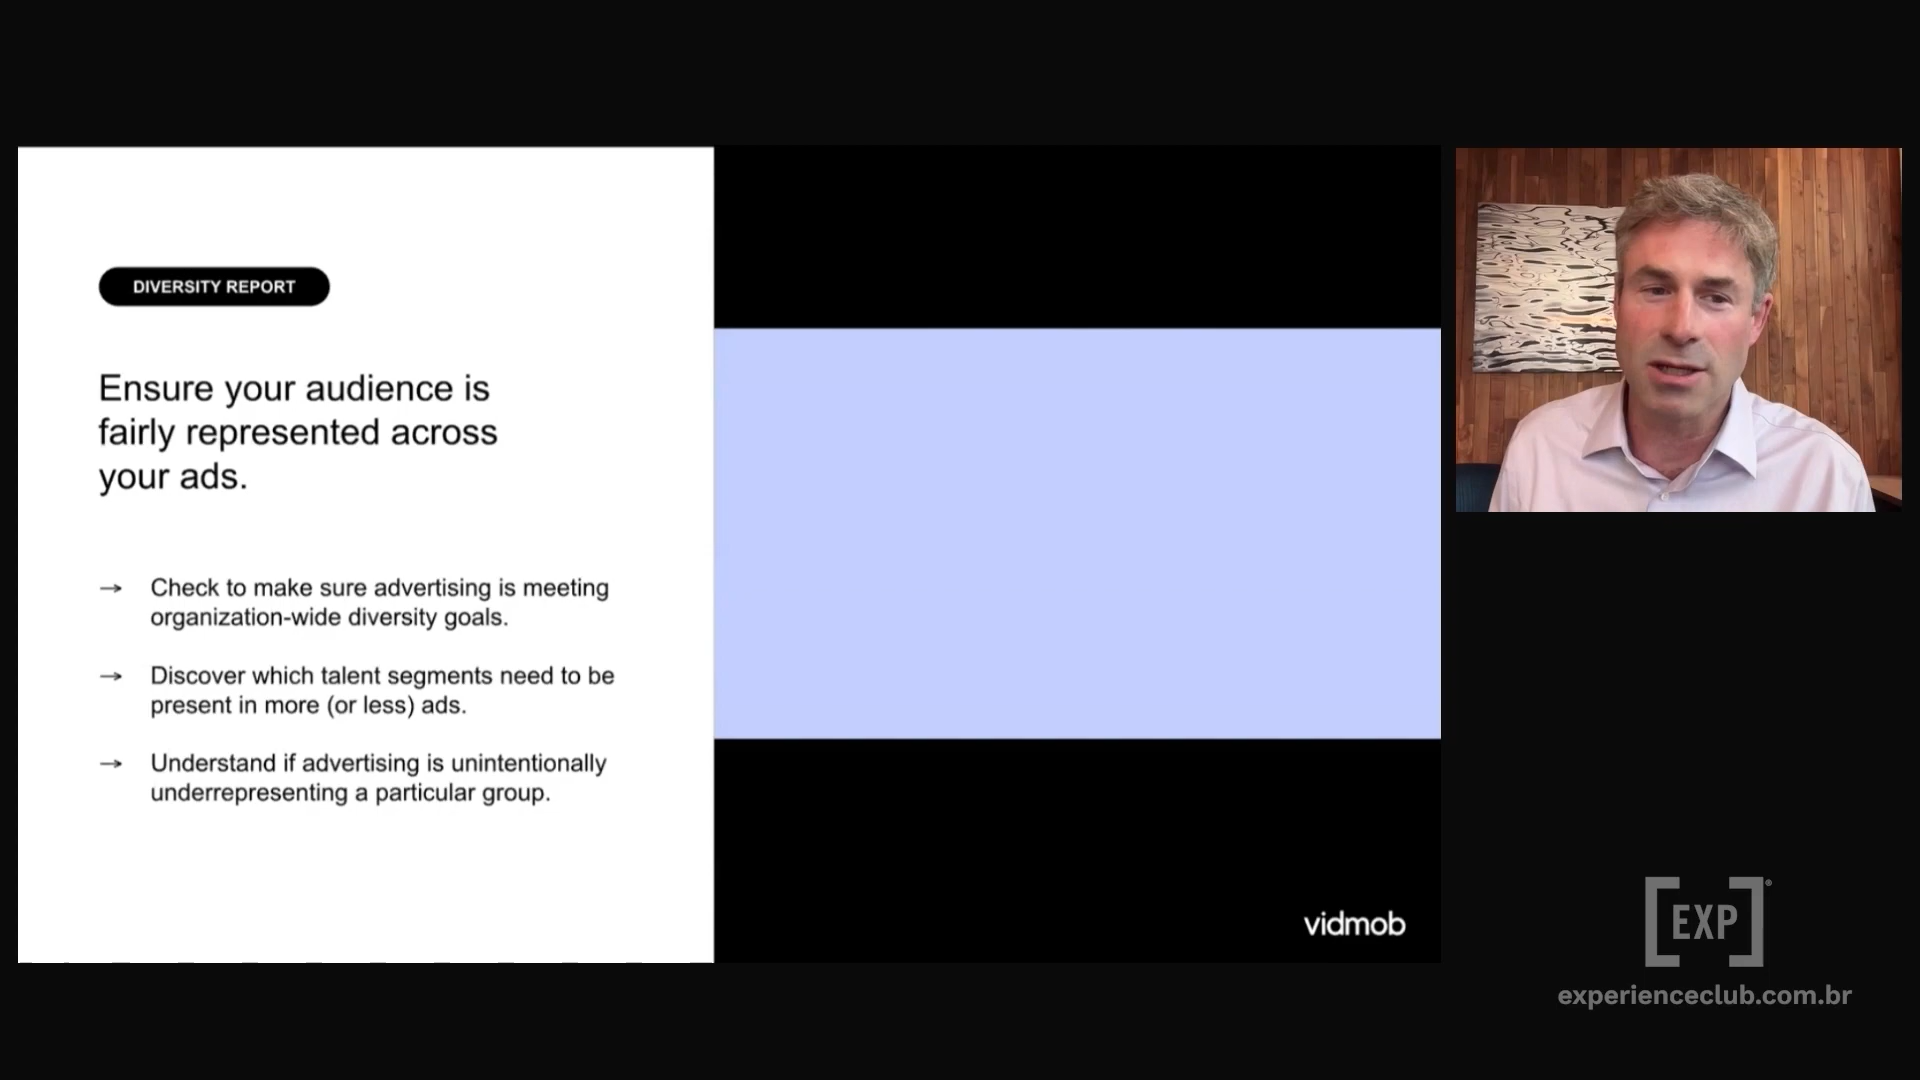 DIVERSITY REPORT
Ensure your audience is
fairly represented across
your ads.
→ Check to make sure advertising is meeting
organization-wide diversity goals.
→ Discover which talent segments need to be
present in more (or less) ads.
→ Understand if advertising is unintentionally
underrepresenting a particular group.
vidmob
[EXP]®
experienceclub.com.br